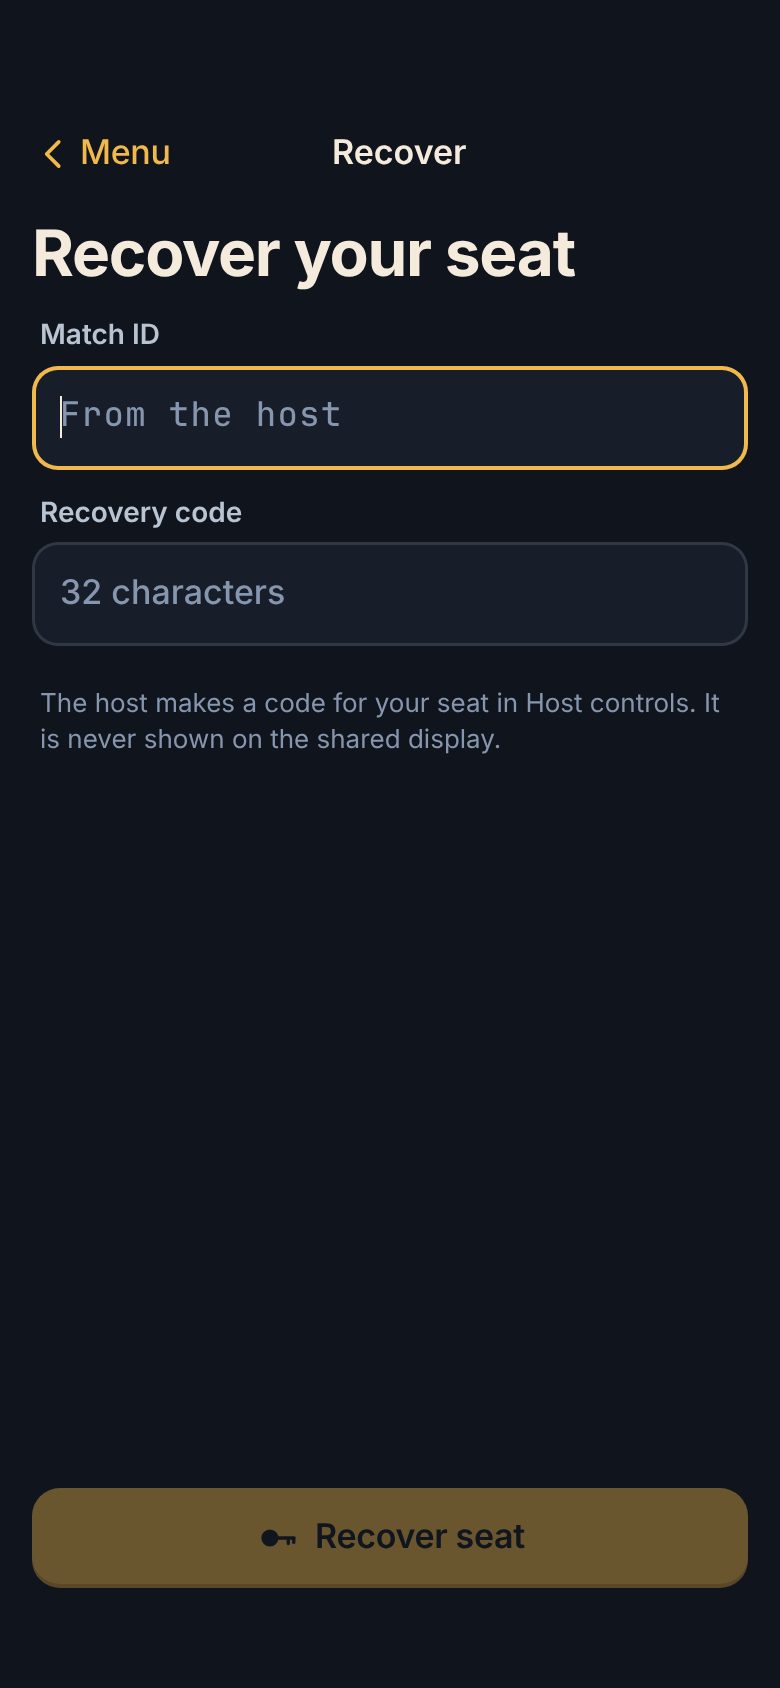 Menu
Recover
Recover your seat
Match ID
From the host
Recovery code
32 characters
The host makes a code for your seat in Host controls. It
is never shown on the shared display.
Recover seat